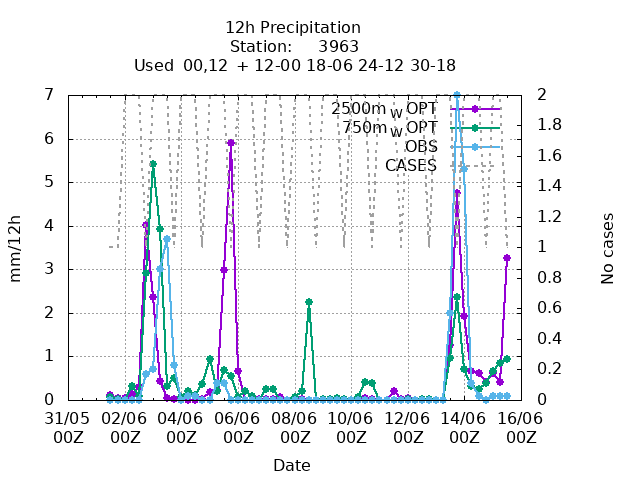 12h Precipitation
Station:     3963
Used  00,12  + 12-00 18-06 24-12 30-18
2500m W OPT
750m W OPT
OBS
CASES
7
6
5
4
3
2
1
0
mm/12h
2
1.8
1.6
1.4
1.2
1
0.8
0.6
0.4
0.2
0
No cases
31/05 02/06 04/06 06/06 08/06 10/06 12/06 14/06 16/06
00Z 00Z 00Z 00Z 00Z 00Z 00Z 00Z 00Z
Date